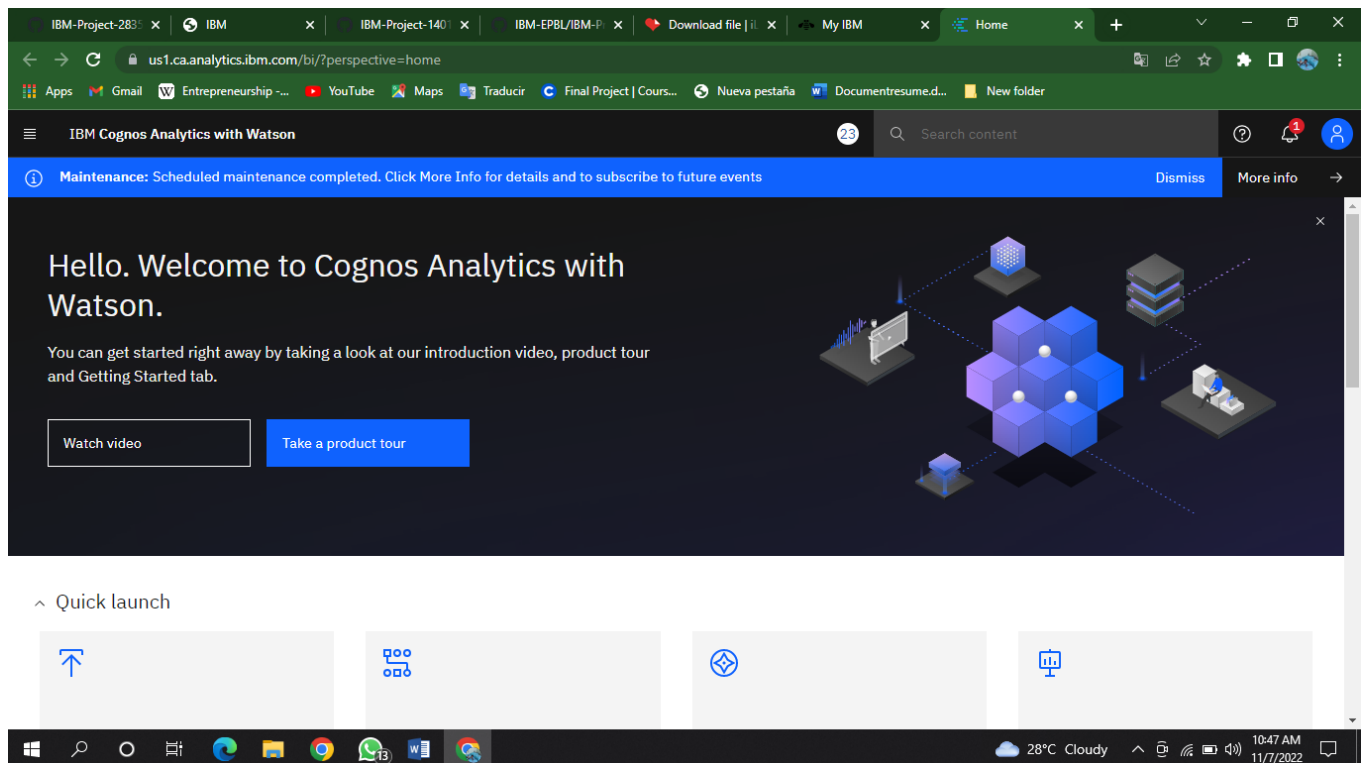 IBM-Project-2835
IBM
IBM-Project-1401
IBM-EPBL/IBM-Pr
Download file | iL
My IBM
Home
us1.ca.analytics.ibm.com/bi/?perspective=home
Apps
Gmail
Entrepreneurship -...
YouTube
Maps
Traducir
Final Project | Cours...
Nueva pestaña
Documentresume.d...
New folder
IBM Cognos Analytics with Watson
23
Search content
1
Maintenance: Scheduled maintenance completed. Click More Info for details and to subscribe to future events
Dismiss
More info
Hello. Welcome to Cognos Analytics with
Watson.
You can get started right away by taking a look at our introduction video, product tour
and Getting Started tab.
Watch video
Take a product tour
Quick launch
13
28°C Cloudy
10:47 AM
11/7/2022